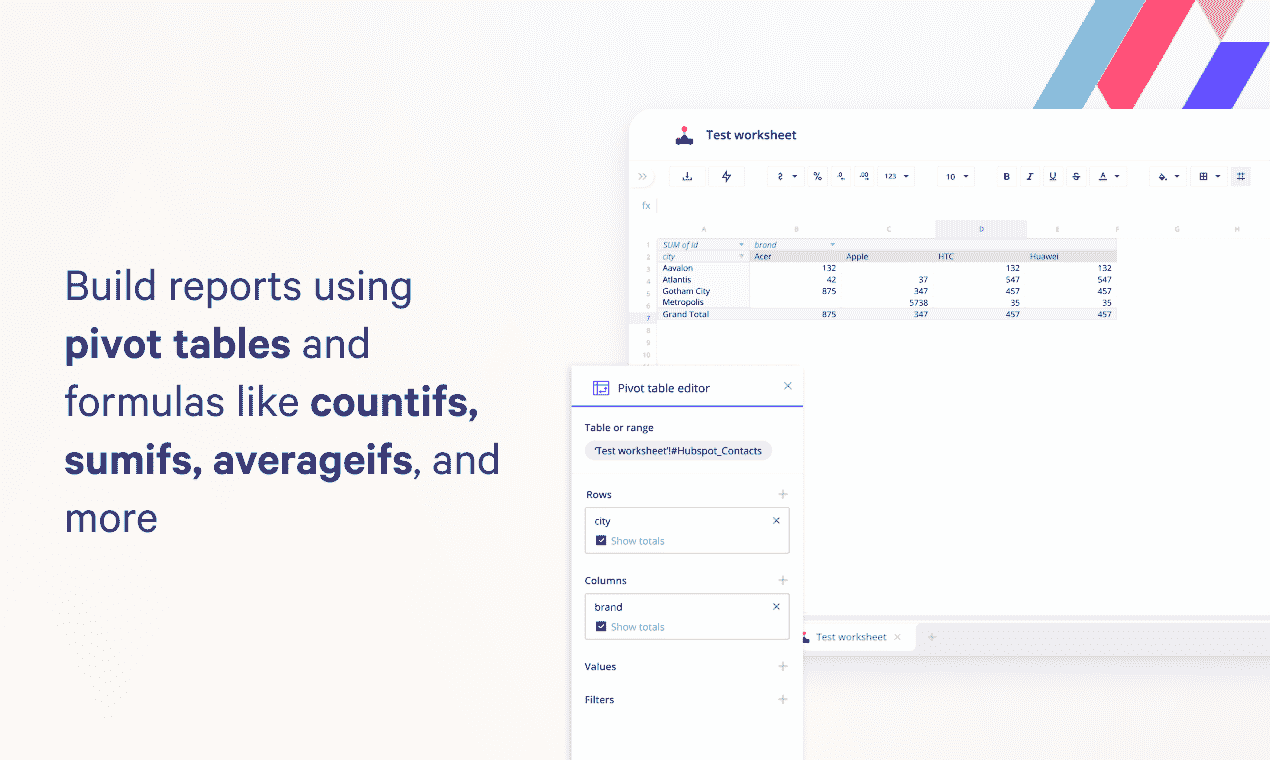 Build reports using
pivot tables and
formulas like countifs,
sumifs, averageifs, and
more
Test worksheet
% .0 .00 123 10 B I U S A
fx
A B C D E F G H
1 SUM of id brand
2 city Acer Apple HTC Huawei
3 Aavalon 132 132 132
4 Atlantis 42 37 547 547
5 Gotham City 875 347 457 457
6 Metropolis 5738 35 35
7 Grand Total 875 347 457 457
8
9
10
Pivot table editor
Table or range
'Test worksheet'!#Hubspot_Contacts
Rows
city
Show totals
Columns
brand
Show totals
Values
Filters
Test worksheet